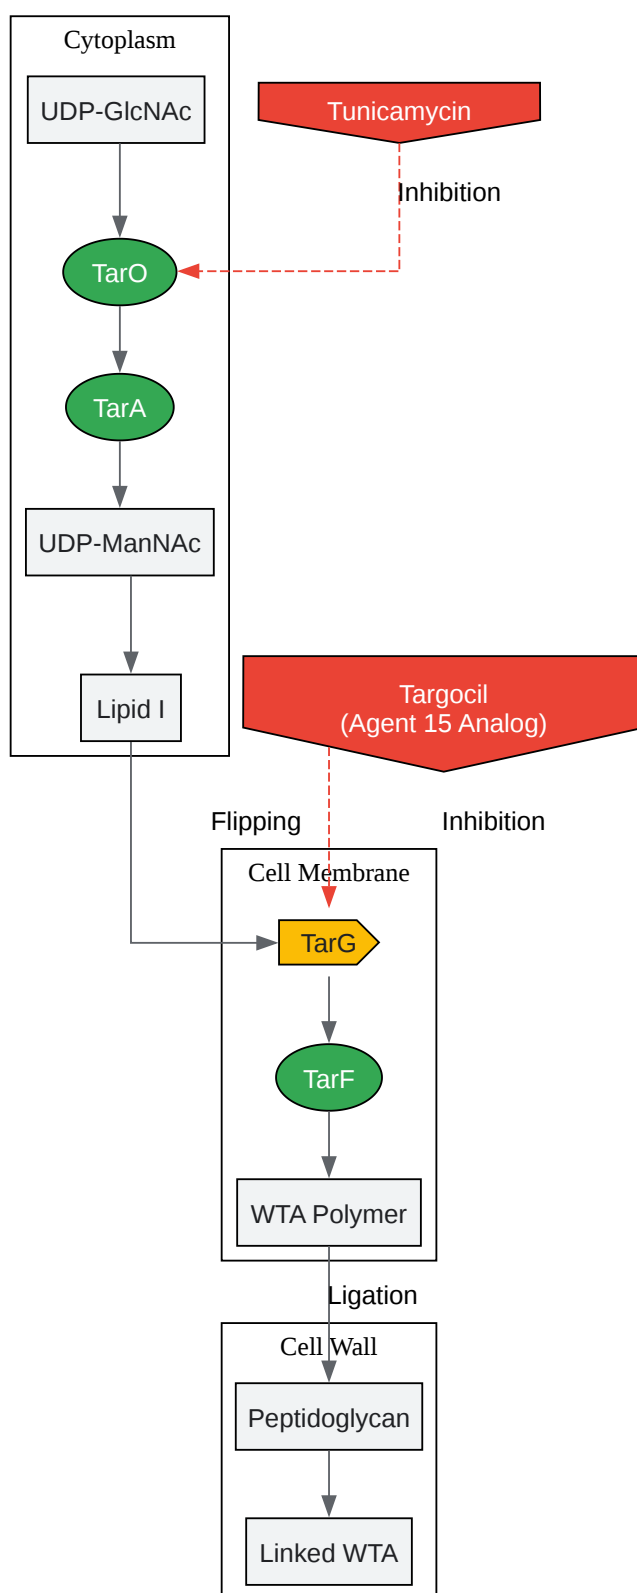 Cytoplasm
UDP-GlcNAc
Tunicamycin
Inhibition
TarO
TarA
UDP-ManNAc
Lipid I
Targocil
(Agent 15 Analog)
Flipping
Inhibition
Cell Membrane
TarG
TarF
WTA Polymer
Ligation
Cell Wall
Peptidoglycan
Linked WTA